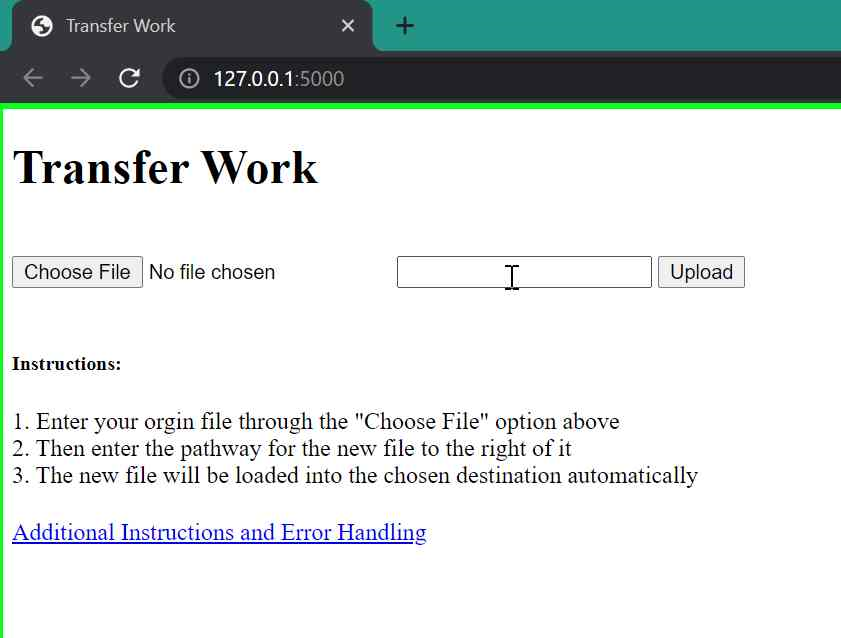 Transfer Work
127.0.0.1:5000
Transfer Work
Choose File No file chosen Upload
Instructions:
1. Enter your orgin file through the "Choose File" option above
2. Then enter the pathway for the new file to the right of it
3. The new file will be loaded into the chosen destination automatically
Additional Instructions and Error Handling